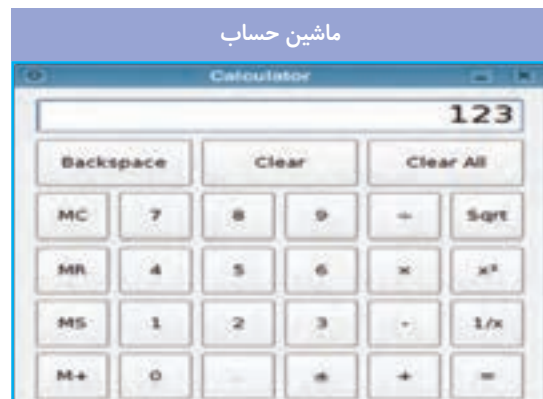 ماشین حساب
Calculator
123
Backspace Clear Clear All
MC 7 8 9 ÷ Sqrt
MR 4 5 6 × x²
MS 1 2 3 - 1/x
M+ 0 . ± + =